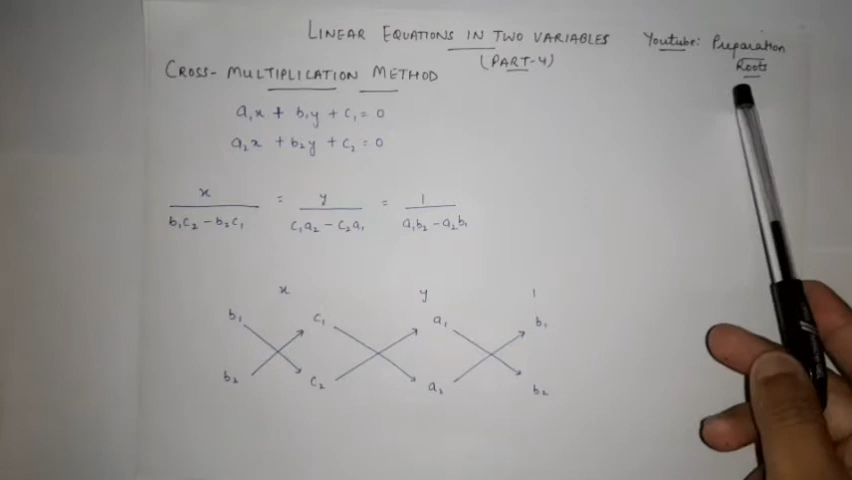 LINEAR EQUATIONS IN TWO VARIABLES
(PART-4)
Youtube: Preparation
Roots
CROSS-MULTIPLICATION METHOD
a₁x + b₁y + c₁ = 0
a₂x + b₂y + c₂ = 0
x/(b₁c₂ - b₂c₁) = y/(c₁a₂ - c₂a₁) = 1/(a₁b₂ - a₂b₁)
x y 1
b₁ c₁ a₁ b₁
b₂ c₂ a₂ b₂